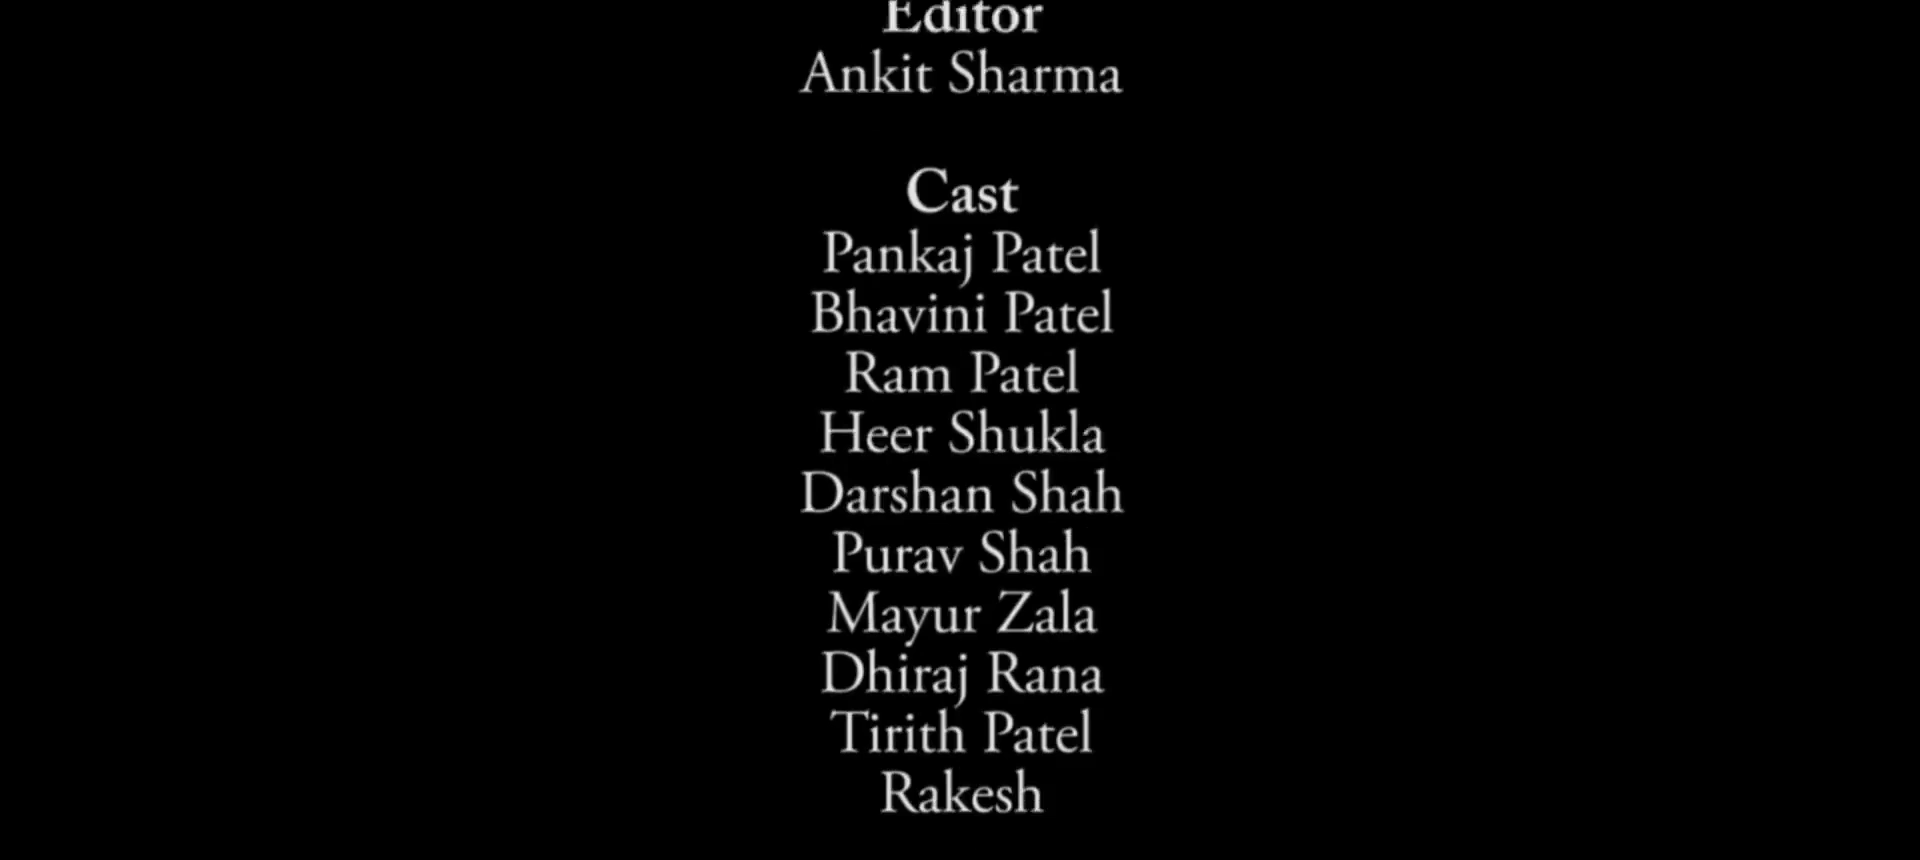 Editor
Ankit Sharma
Cast
Pankaj Patel
Bhavini Patel
Ram Patel
Heer Shukla
Darshan Shah
Purav Shah
Mayur Zala
Dhiraj Rana
Tirith Patel
Rakesh